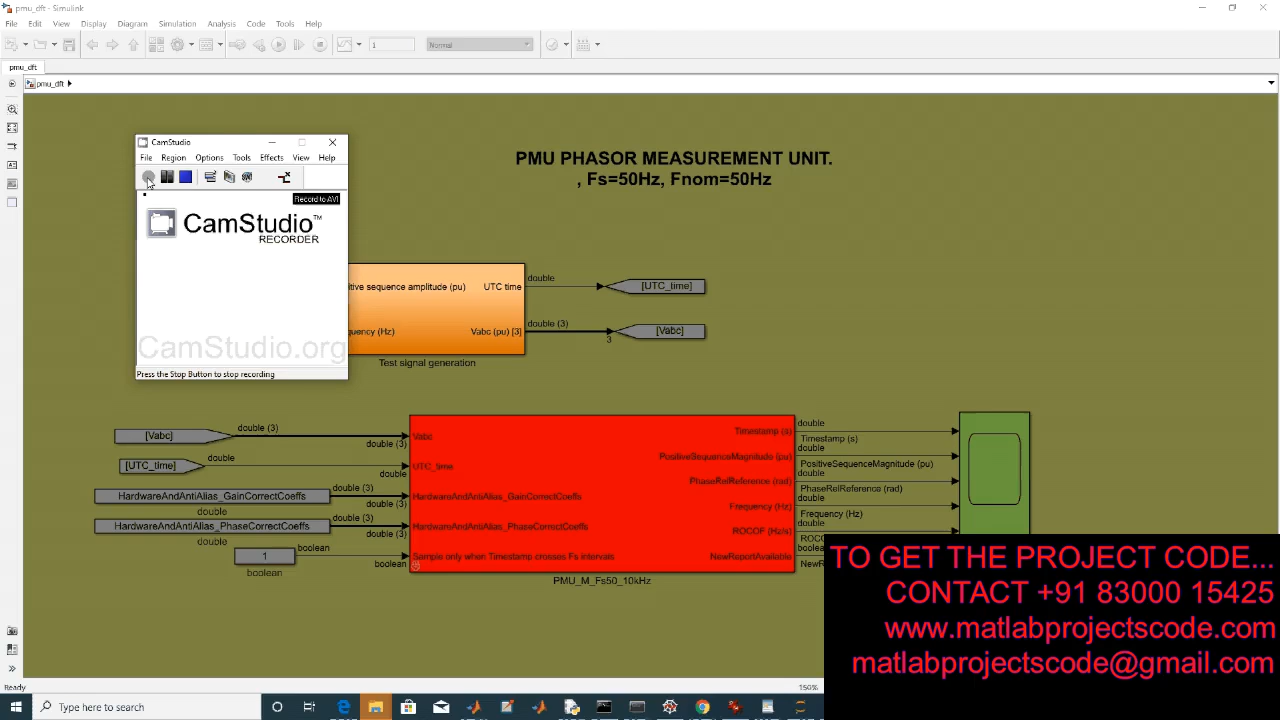 pmu_dft - Simulink
File Edit View Display Diagram Simulation Analysis Code Tools Help
1 Normal
pmu_dft
pmu_dft
CamStudio
File Region Options Tools Effects View Help
Record to AVI
CamStudio™
RECORDER
CamStudio.org
Press the Stop Button to stop recording
PMU PHASOR MEASUREMENT UNIT.
, Fs=50Hz, Fnom=50Hz
itive sequence amplitude (pu)
UTC time
double
[UTC_time]
quency (Hz)
Vabc (pu) [3]
double (3)
3
[Vabc]
Test signal generation
[Vabc]
double (3)
double (3)
Vabc
[UTC_time]
double
double
UTC_time
HardwareAndAntiAlias_GainCorrectCoeffs
double (3)
double (3)
double
HardwareAndAntiAlias_GainCorrectCoeffs
HardwareAndAntiAlias_PhaseCorrectCoeffs
double (3)
double (3)
double
HardwareAndAntiAlias_PhaseCorrectCoeffs
1
boolean
boolean
boolean
Sample only when Timestamp crosses Fs intervals
Timestamp (s)
double
Timestamp (s)
PositiveSequenceMagnitude (pu)
double
PositiveSequenceMagnitude (pu)
PhaseRelReference (rad)
double
PhaseRelReference (rad)
Frequency (Hz)
double
Frequency (Hz)
ROCOF (Hz/s)
double
ROC
NewReportAvailable
boolea
NewR
PMU_M_Fs50_10kHz
TO GET THE PROJECT CODE...
CONTACT +91 83000 15425
www.matlabprojectscode.com
matlabprojectscode@gmail.com
Ready
150%
Type here to search